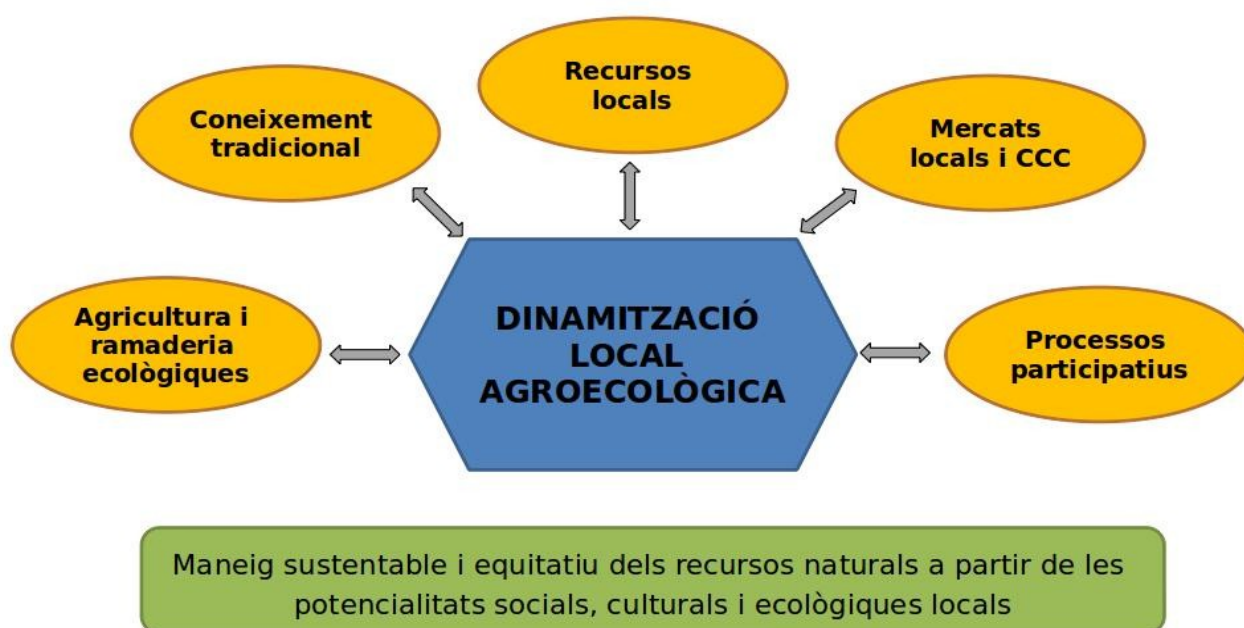 Recursos
locals
Coneixement
tradicional
Mercats
locals i CCC
Agricultura i
ramaderia
ecològiques
DINAMITZACIÓ
LOCAL
AGROECOLÒGICA
Processos
participatius
Maneig sustentable i equitatiu dels recursos naturals a partir de les
potencialitats socials, culturals i ecològiques locals